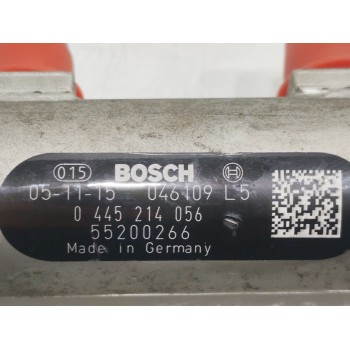 015 BOSCH
05-11-15 046109 L5
0 445 214 056
55200266
Made in Germany